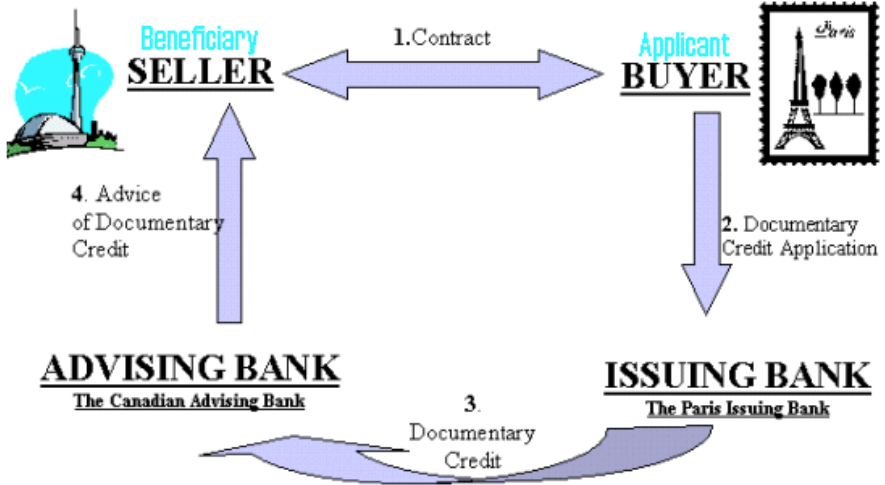 Beneficiary
SELLER
1.Contract
Applicant
BUYER
Paris
4. Advice
of Documentary
Credit
2. Documentary
Credit Application
ADVISING BANK
The Canadian Advising Bank
ISSUING BANK
The Paris Issuing Bank
3.
Documentary
Credit